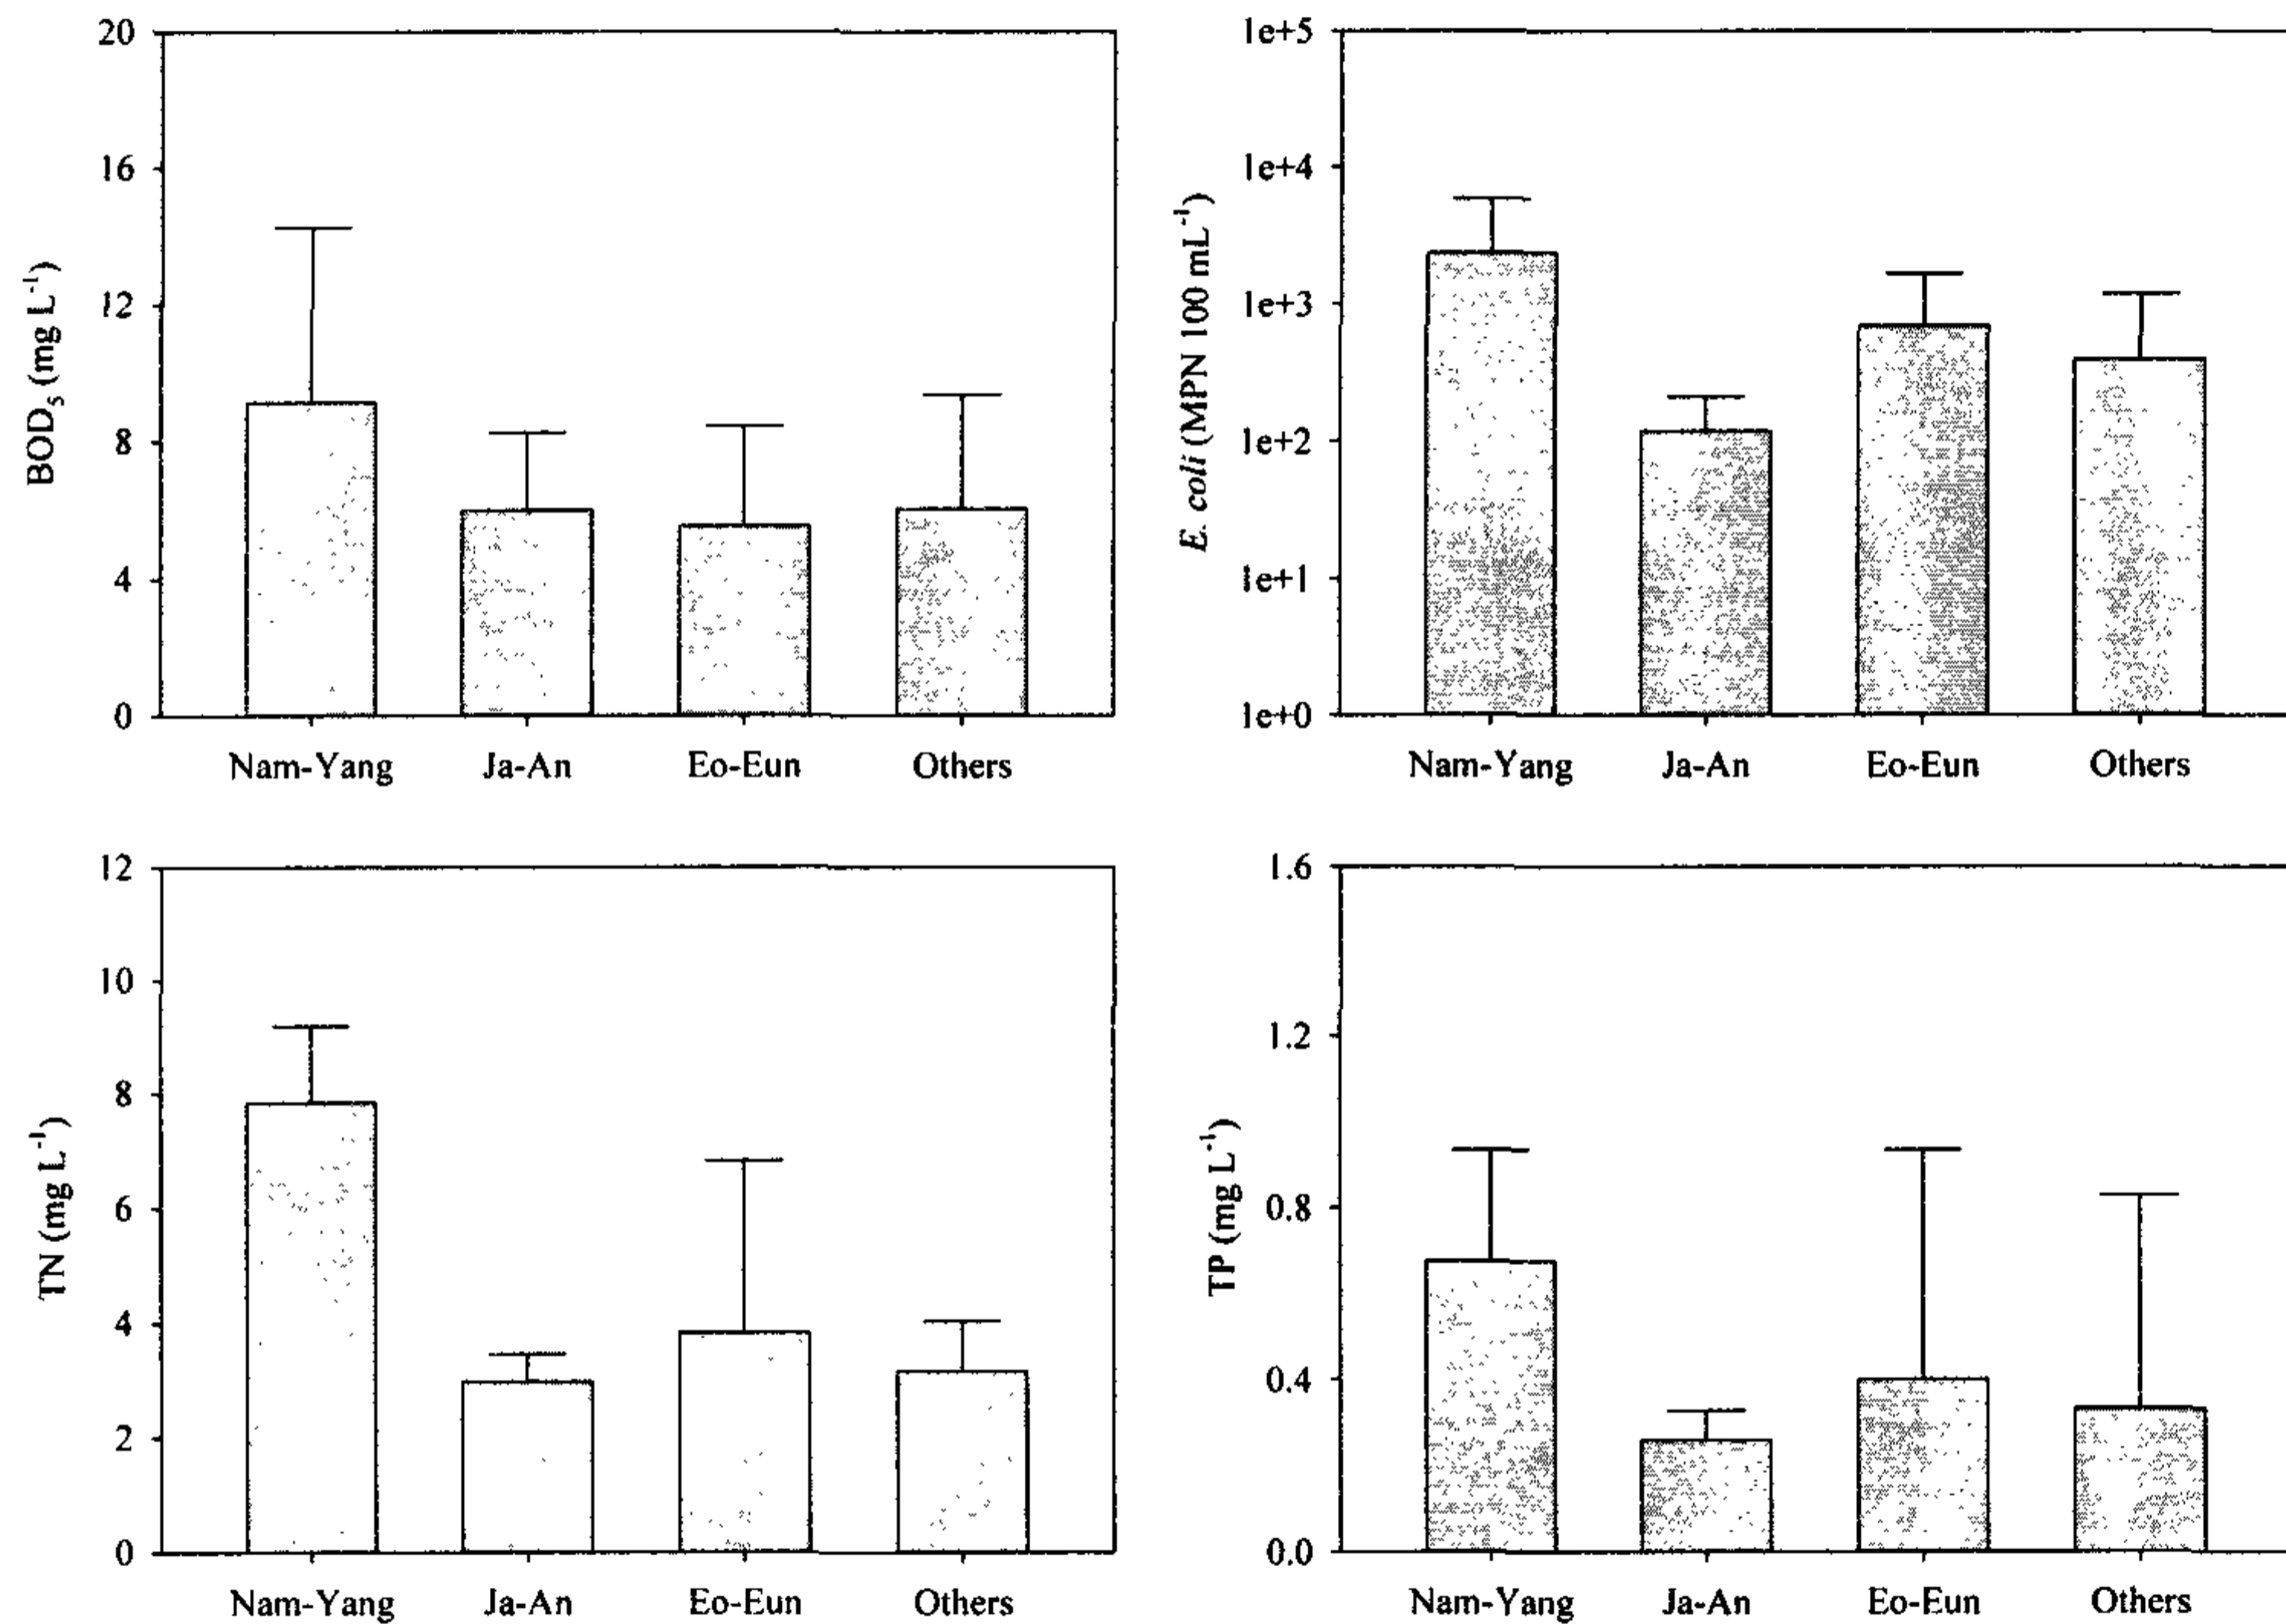 20
16
12
8
4
0
BOD₅ (mg L⁻¹)
Nam-Yang Ja-An Eo-Eun Others
1e+5
1e+4
1e+3
1e+2
1e+1
1e+0
E. coli (MPN 100 mL⁻¹)
Nam-Yang Ja-An Eo-Eun Others
12
10
8
6
4
2
0
TN (mg L⁻¹)
Nam-Yang Ja-An Eo-Eun Others
1.6
1.2
0.8
0.4
0.0
TP (mg L⁻¹)
Nam-Yang Ja-An Eo-Eun Others